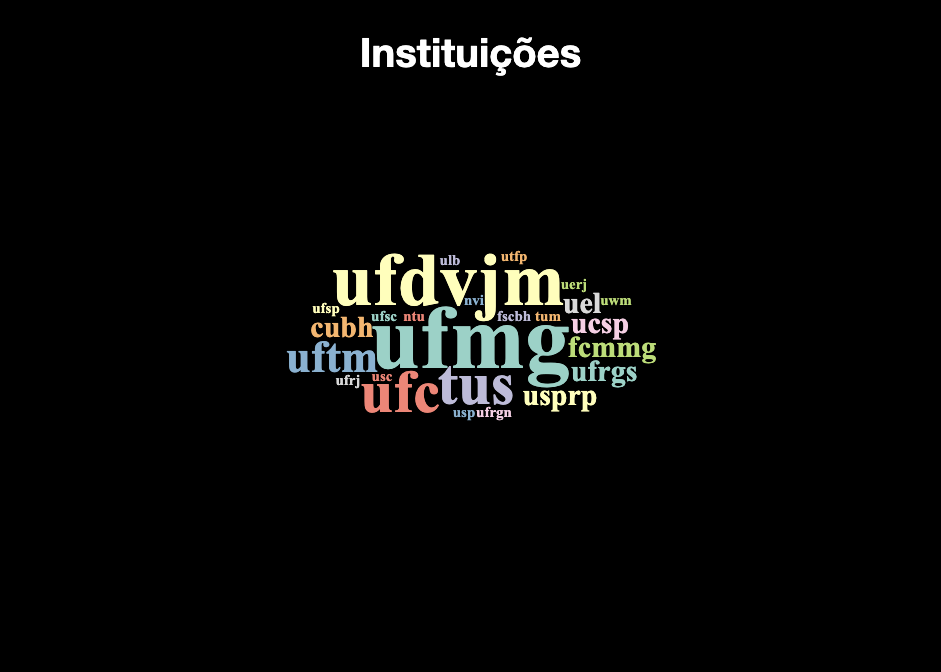 Instituições
ulb utfp
ufdvjm uerj
nvi uel uwm
ufsp ufsc ntu fscbh tum
cubh ufmg ucsp
uftm fcmmg
ufrj usc ufrgs
ufc tus usprp
usp ufrgn